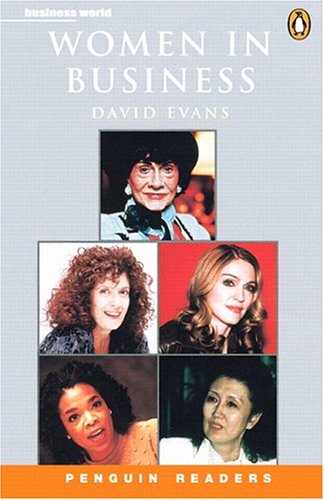 business world
WOMEN IN
BUSINESS
DAVID EVANS
PENGUIN READERS